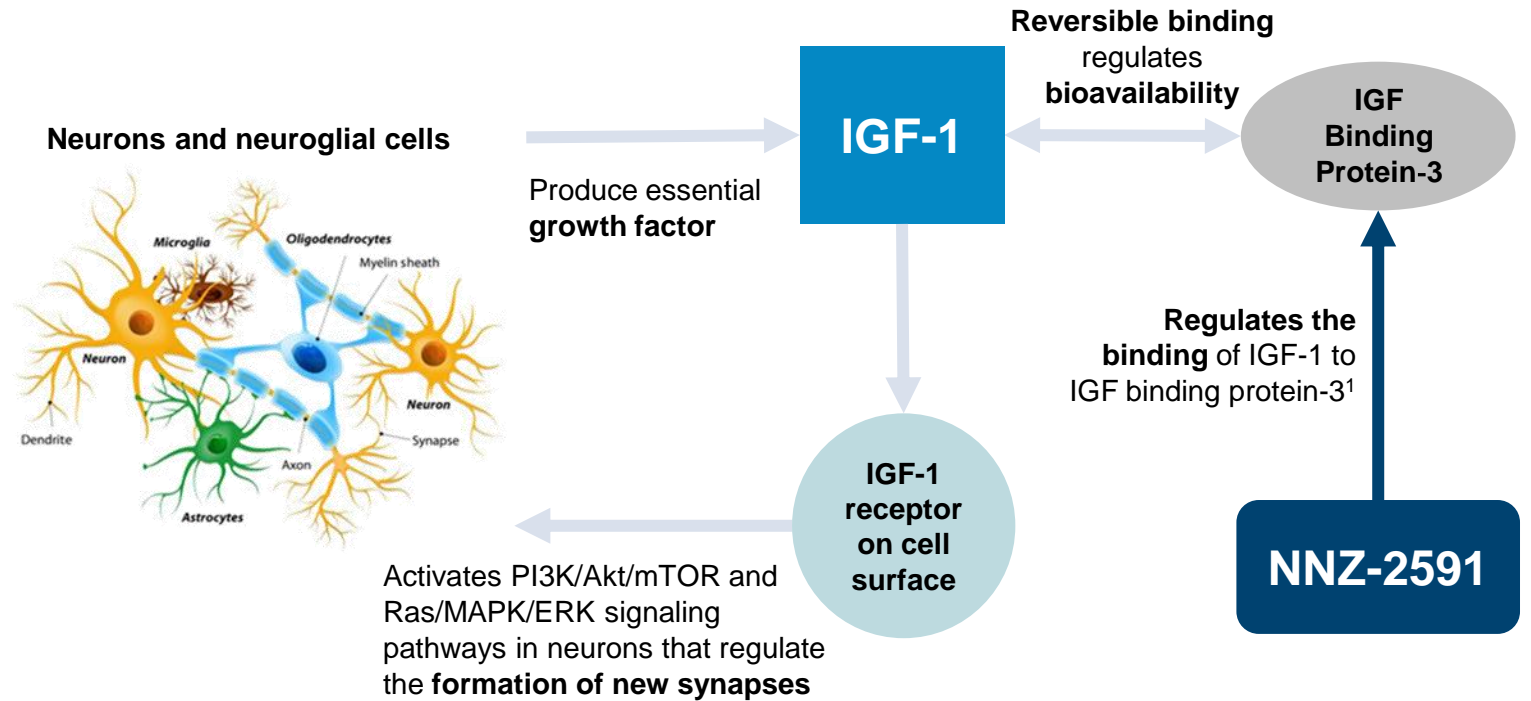 Neurons and neuroglial cells
Microglia
Oligodendrocytes
Myelin sheath
Neuron
Neuron
Dendrite
Synapse
Axon
Astrocytes
Produce essential
growth factor
IGF-1
Reversible binding
regulates
bioavailability
IGF
Binding
Protein-3
Regulates the
binding of IGF-1 to
IGF binding protein-3¹
NNZ-2591
IGF-1
receptor
on cell
surface
Activates PI3K/Akt/mTOR and
Ras/MAPK/ERK signaling
pathways in neurons that regulate
the formation of new synapses